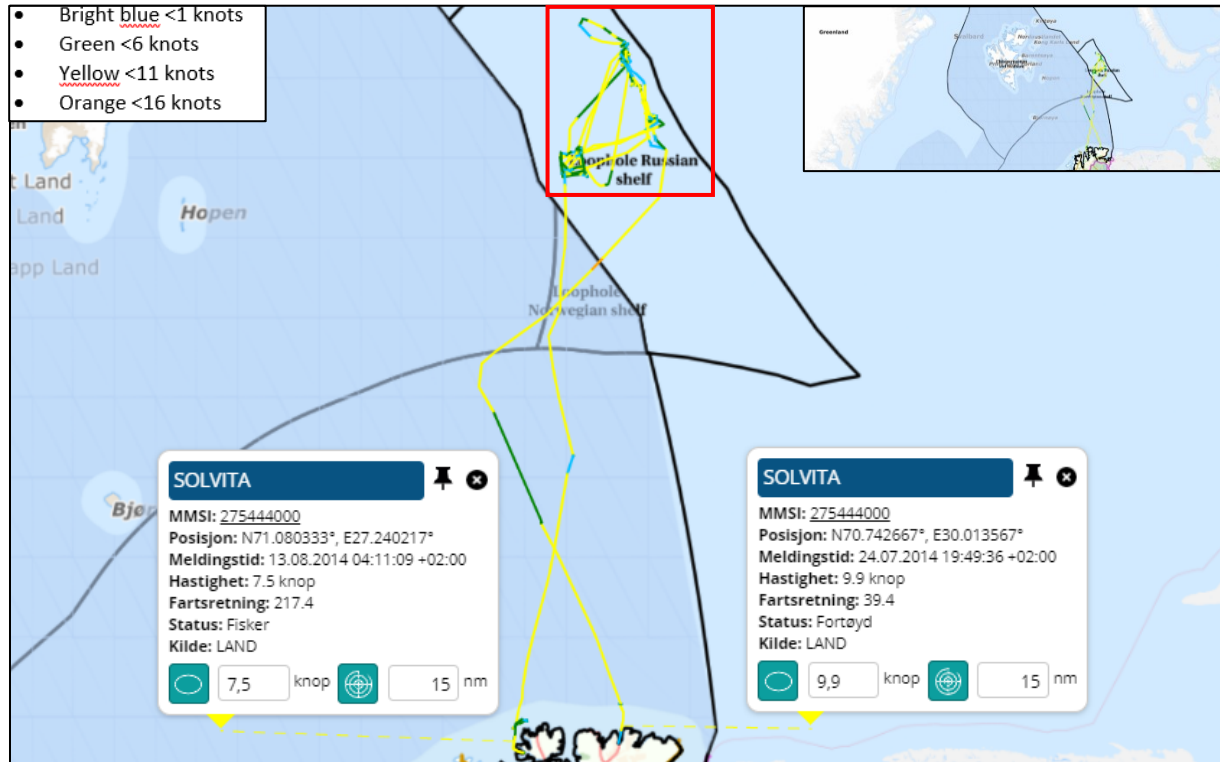 • Bright blue <1 knots
• Green <6 knots
• Yellow <11 knots
• Orange <16 knots
Greenland
Hopen
t Land
Land
app Land
Loophole Russian
shelf
Loophole
Norwegian shelf
Bjør
SOLVITA
MMSI: 275444000
Posisjon: N71.080333°, E27.240217°
Meldingstid: 13.08.2014 04:11:09 +02:00
Hastighet: 7.5 knop
Fartsretning: 217.4
Status: Fisker
Kilde: LAND
7,5 knop 15 nm
SOLVITA
MMSI: 275444000
Posisjon: N70.742667°, E30.013567°
Meldingstid: 24.07.2014 19:49:36 +02:00
Hastighet: 9.9 knop
Fartsretning: 39.4
Status: Fortøyd
Kilde: LAND
9,9 knop 15 nm